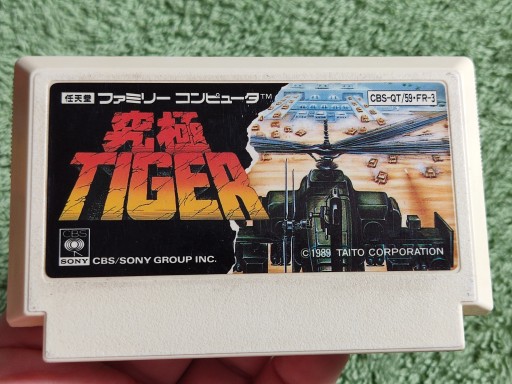 任天堂 ファミリー コンピュータ™ CBS-QT/59・FR-3
究極
TIGER
CBS
SONY
CBS/SONY GROUP INC.
© 1989 TAITO CORPORATION